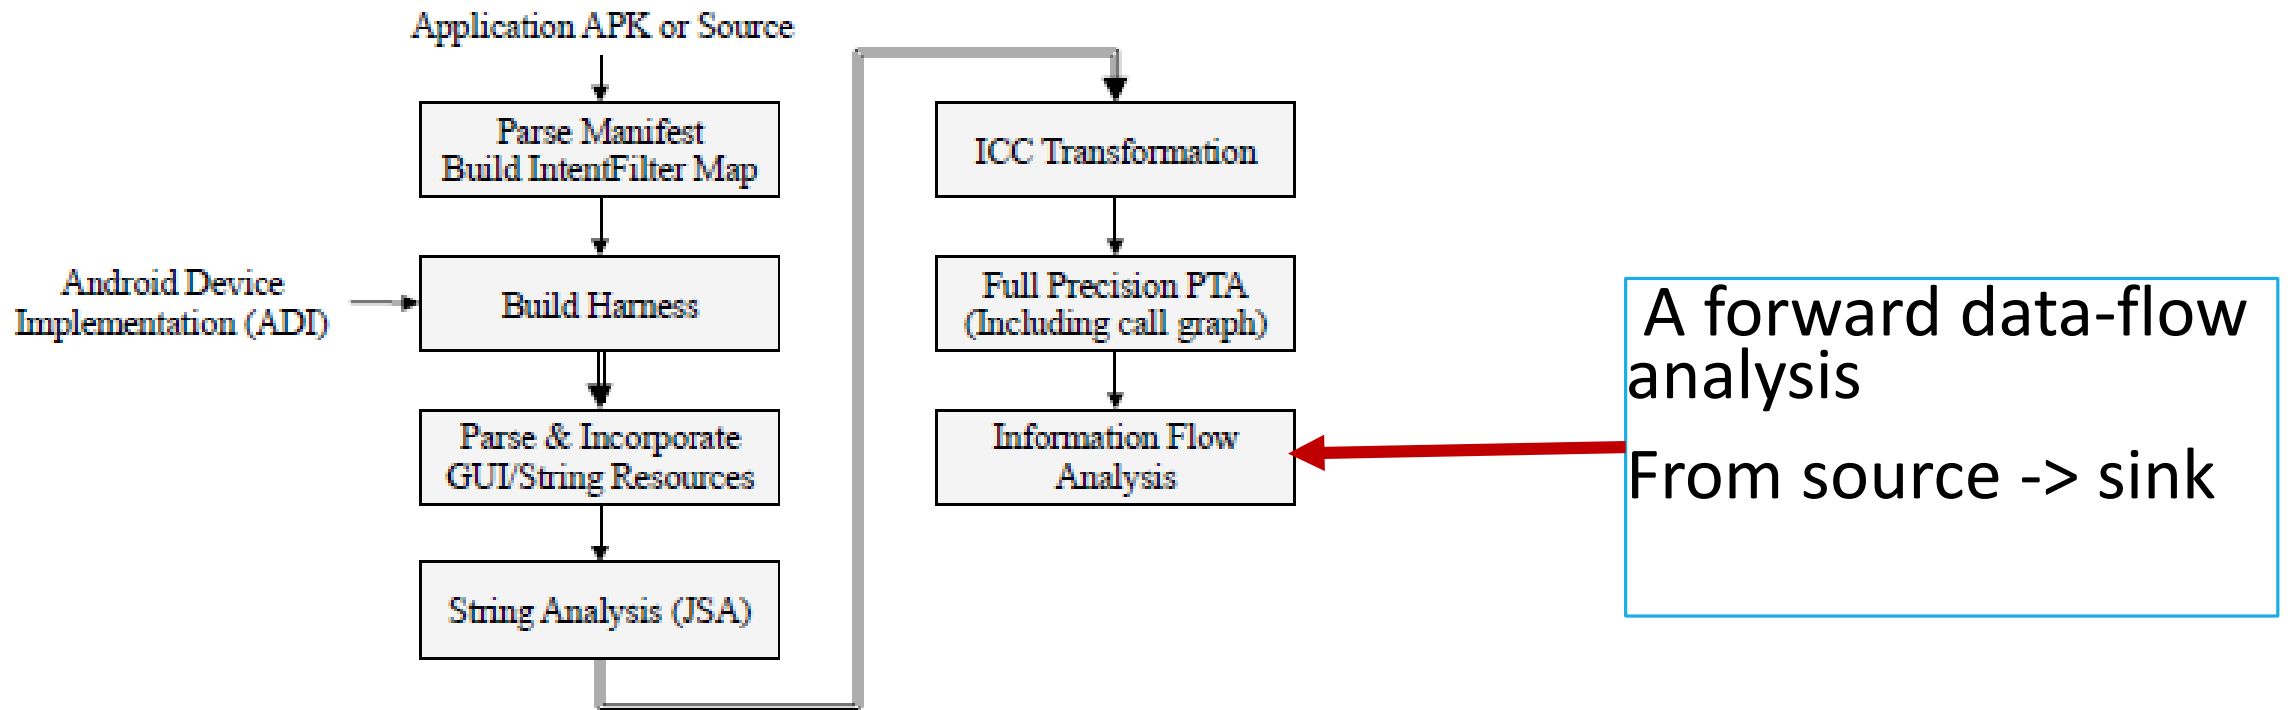 Application APK or Source
Parse Manifest
Build IntentFilter Map
Android Device
Implementation (ADI)
Build Harness
Parse & Incorporate
GUI/String Resources
String Analysis (JSA)
ICC Transformation
Full Precision PTA
(Including call graph)
Information Flow
Analysis
A forward data-flow
analysis
From source -> sink